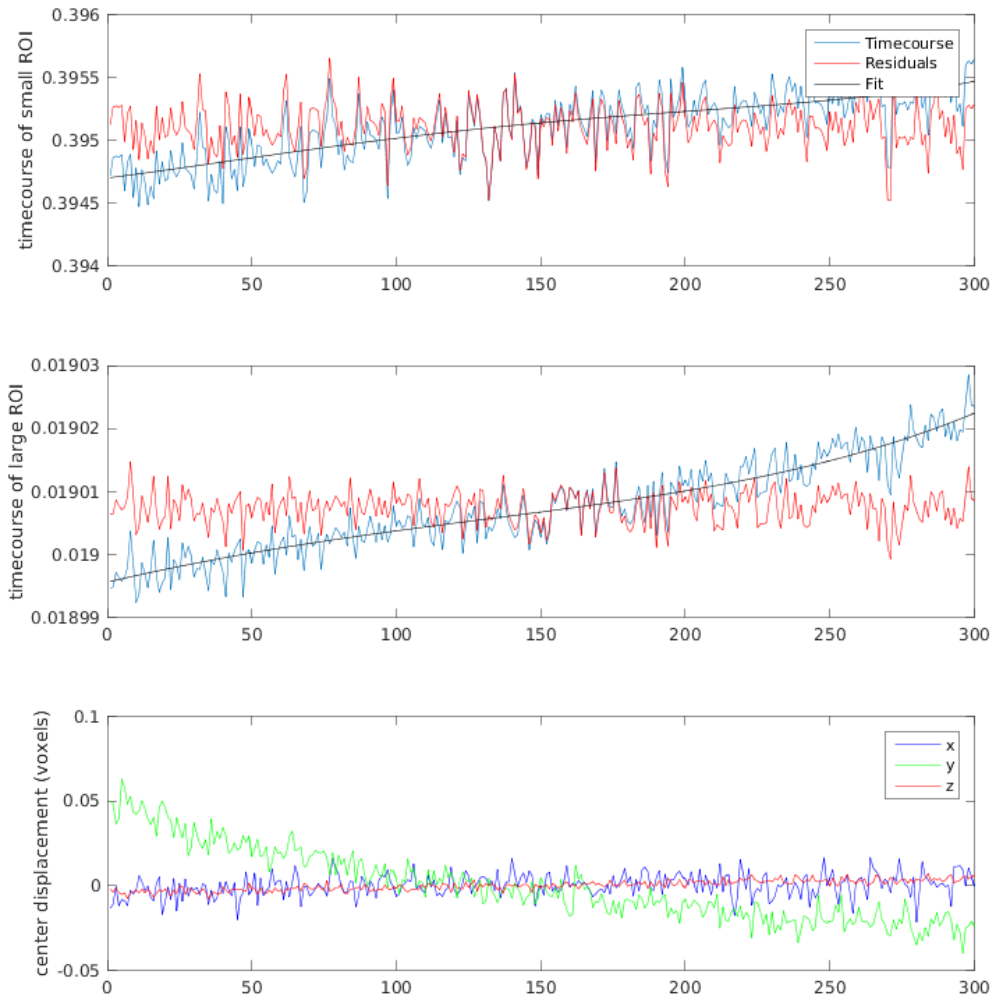 0.396
0.3955
0.395
0.3945
0.394
timecourse of small ROI
Timecourse
Residuals
Fit
0 50 100 150 200 250 300
0.01903
0.01902
0.01901
0.019
0.01899
timecourse of large ROI
0 50 100 150 200 250 300
0.1
0.05
0
-0.05
center displacement (voxels)
x
y
z
0 50 100 150 200 250 300